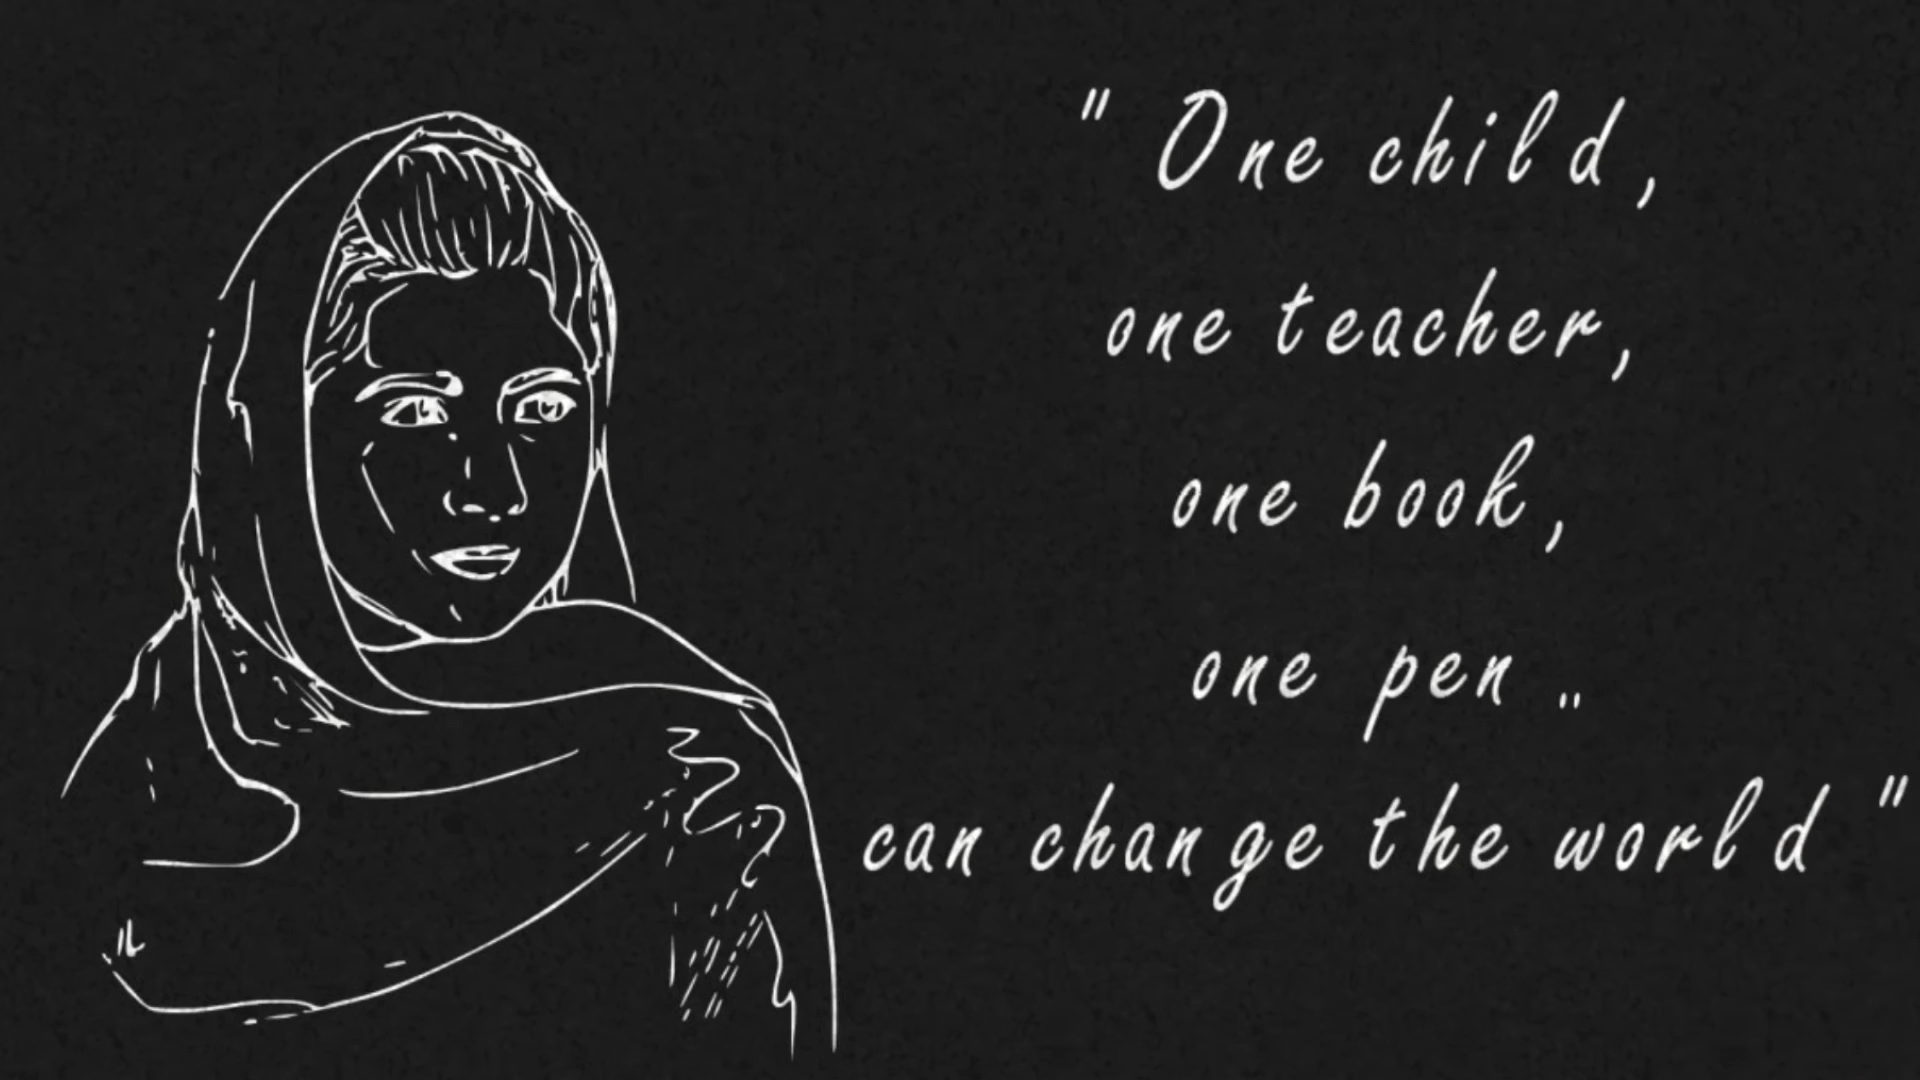 " One child,
one teacher,
one book,
one pen ..
can change the world "